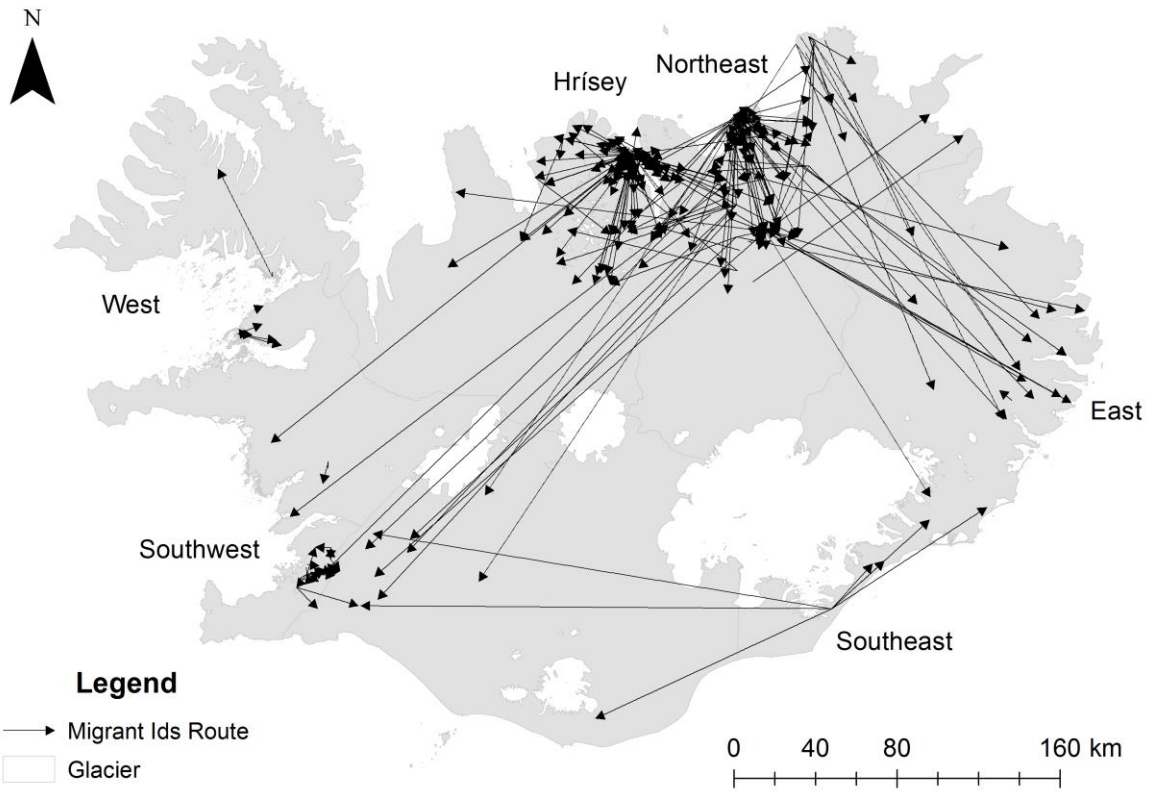 N
Northeast
Hrísey
West
East
Southwest
Southeast
Legend
Migrant Ids Route
Glacier
0 40 80 160 km